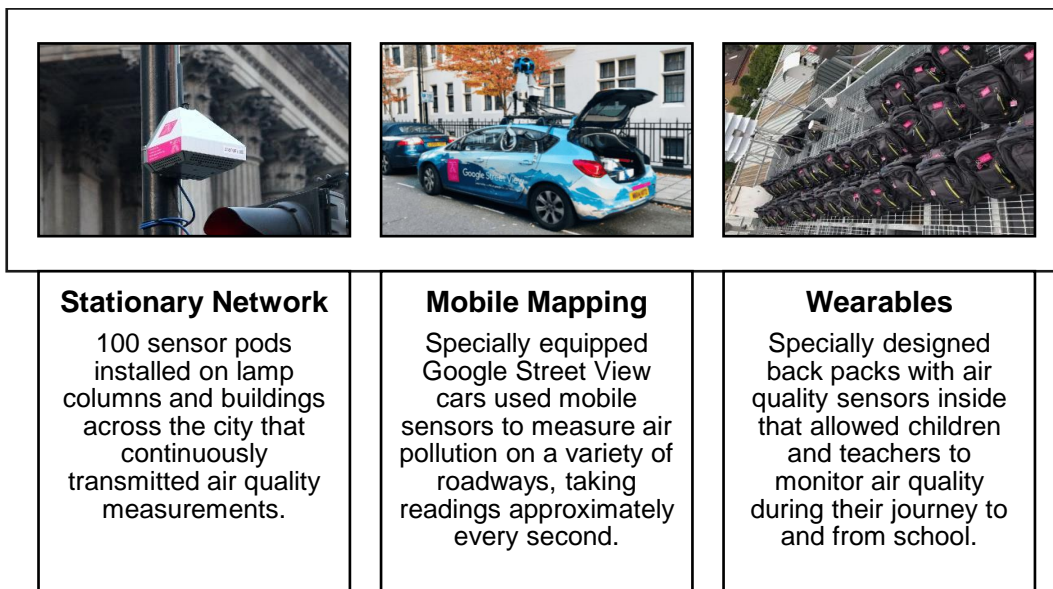 Google Street View
Stationary Network
100 sensor pods
installed on lamp
columns and buildings
across the city that
continuously
transmitted air quality
measurements.
Mobile Mapping
Specially equipped
Google Street View
cars used mobile
sensors to measure air
pollution on a variety of
roadways, taking
readings approximately
every second.
Wearables
Specially designed
back packs with air
quality sensors inside
that allowed children
and teachers to
monitor air quality
during their journey to
and from school.